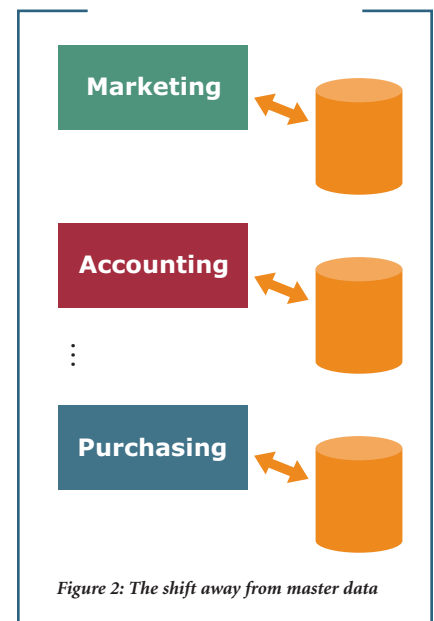 Marketing
Accounting
⋮
Purchasing
Figure 2: The shift away from master data